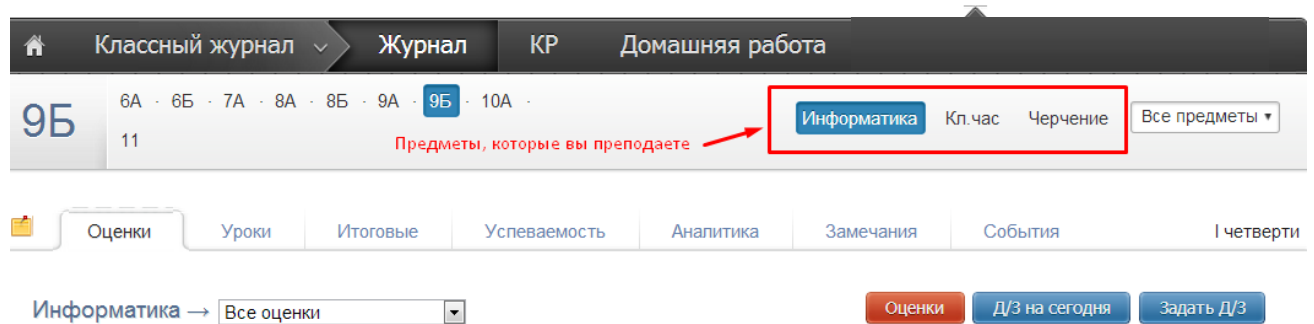 Классный журнал Журнал КР Домашняя работа
9Б
6А · 6Б · 7А · 8А · 8Б · 9А · 9Б · 10А ·
11
Информатика Кл.час Черчение Все предметы
Предметы, которые вы преподаете
Оценки Уроки Итоговые Успеваемость Аналитика Замечания События I четверти
Информатика → Все оценки Оценки Д/З на сегодня Задать Д/З